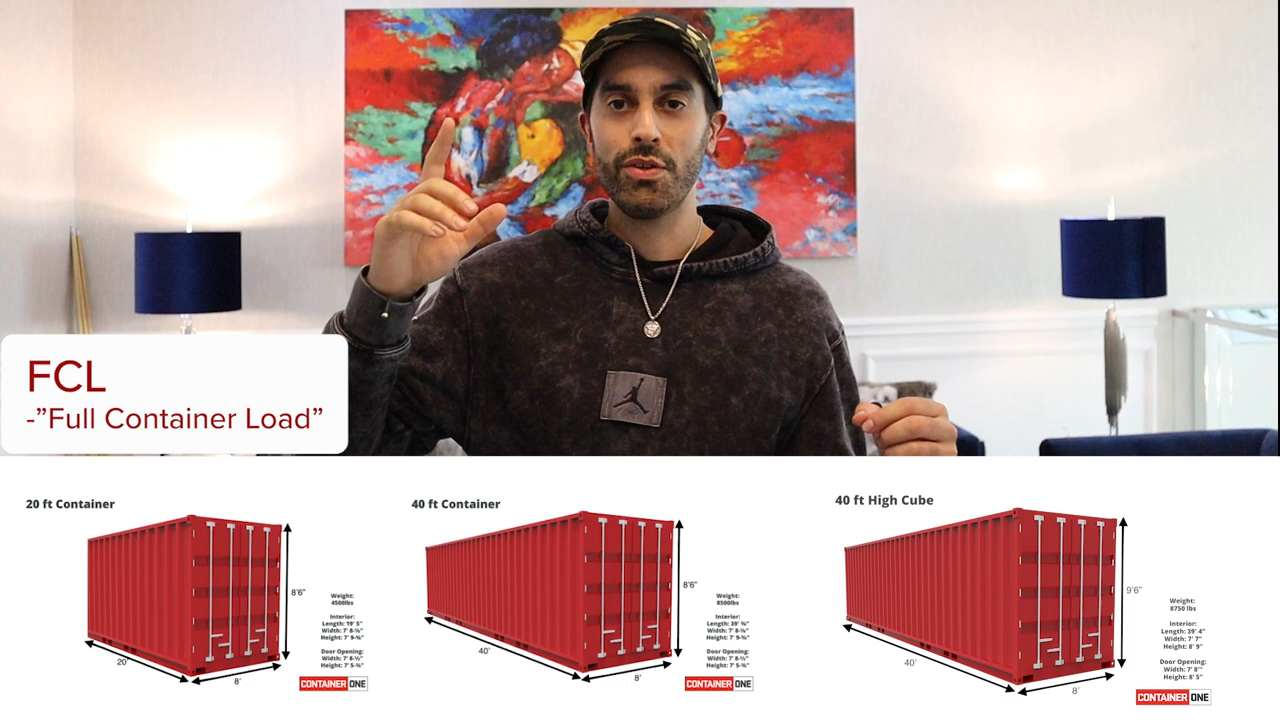 FCL
-”Full Container Load”
20 ft Container
8’6”
20’
8’
Weight:
4500lbs
Interior:
Length: 19’ 5”
Width: 7’ 8-⅝”
Height: 7’ 9-⅝”
Door Opening:
Width: 7’ 8-½”
Height: 7’ 5-¾”
CONTAINER ONE
40 ft Container
8’6”
40’
8’
Weight:
8500lbs
Interior:
Length: 39’ ¾”
Width: 7’ 8-⅝”
Height: 7’ 9-⅝”
Door Opening:
Width: 7’ 8-½”
Height: 7’ 5-¾”
CONTAINER ONE
40 ft High Cube
9’6”
40’
8’
Weight:
8750 lbs
Interior:
Length: 39’ 4”
Width: 7’ 7”
Height: 8’ 9”
Door Opening:
Width: 7’ 8”
Height: 8’ 5”
CONTAINER ONE